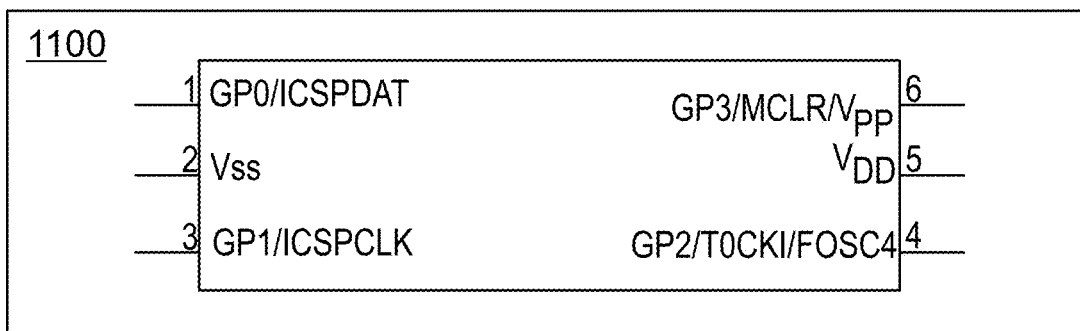 1100
1 GP0/ICSPDAT
GP3/MCLR/VPP 6
2 Vss
VDD 5
3 GP1/ICSPCLK
GP2/T0CKI/FOSC4 4